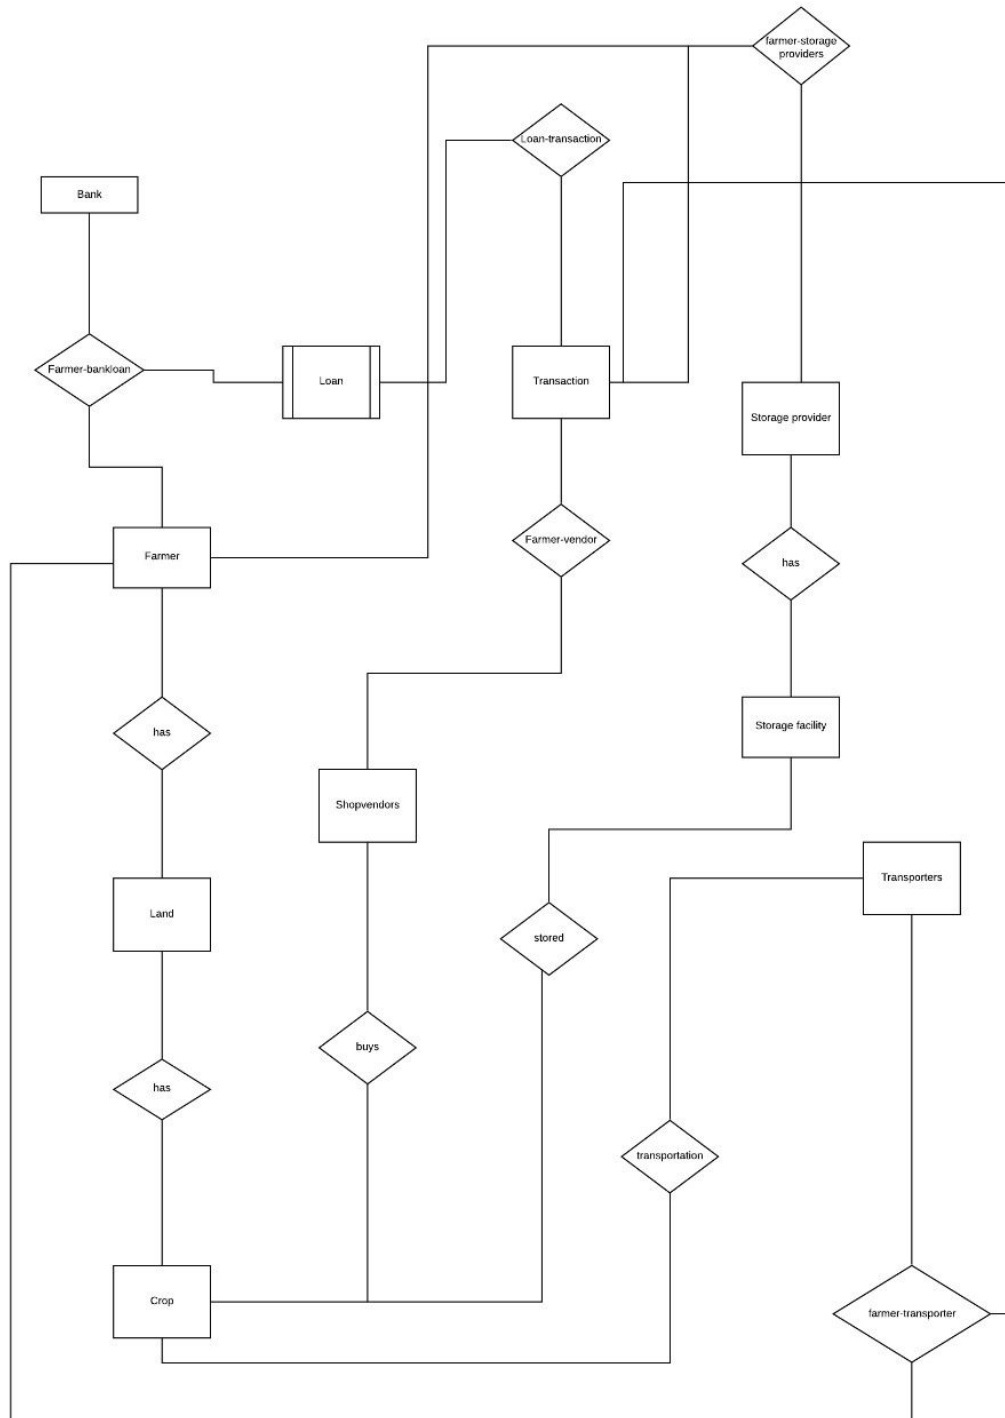 farmer-storage
providers
Loan-transaction
Bank
Farmer-bankloan
Loan
Transaction
Storage provider
Farmer-vendor
Farmer
has
has
Storage facility
Shopvendors
Transporters
Land
stored
buys
has
transportation
Crop
farmer-transporter